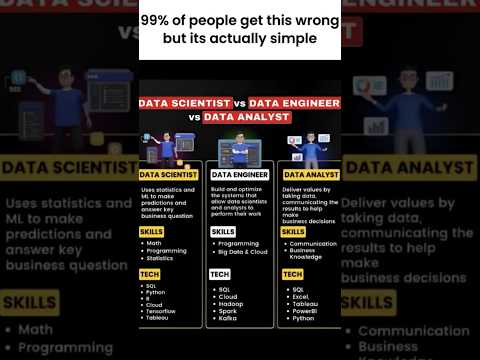 99% of people get this wrong
but its actually simple
DATA SCIENTIST vs DATA ENGINEER
vs DATA ANALYST
DATA SCIENTIST
Uses statistics and
ML to make
predictions and
answer key
business question
SKILLS
Math
Programming
Statistics
TECH
SQL
Python
R
Cloud
Tensorflow
Tableau
DATA ENGINEER
Build and optimize
the systems that
allow data scientists
and analysts to
perform their work
SKILLS
Programming
Big Data & Cloud
TECH
SQL
Cloud
Hadoop
Spark
Kafka
DATA ANALYST
Deliver values by
taking data,
communicating the
results to help
make
business decisions
SKILLS
Communication
Business
Knowledge
TECH
SQL
Excel,
Tableau
PowerBI
Python
DATA SCIENTIST
Uses statistics and
ML to make
predictions and
answer key
business question
SKILLS
Math
Programming
DATA ANALYST
Deliver values by
taking data,
communicating the
results to help
make
business decisions
SKILLS
Communication
Business
Knowledge